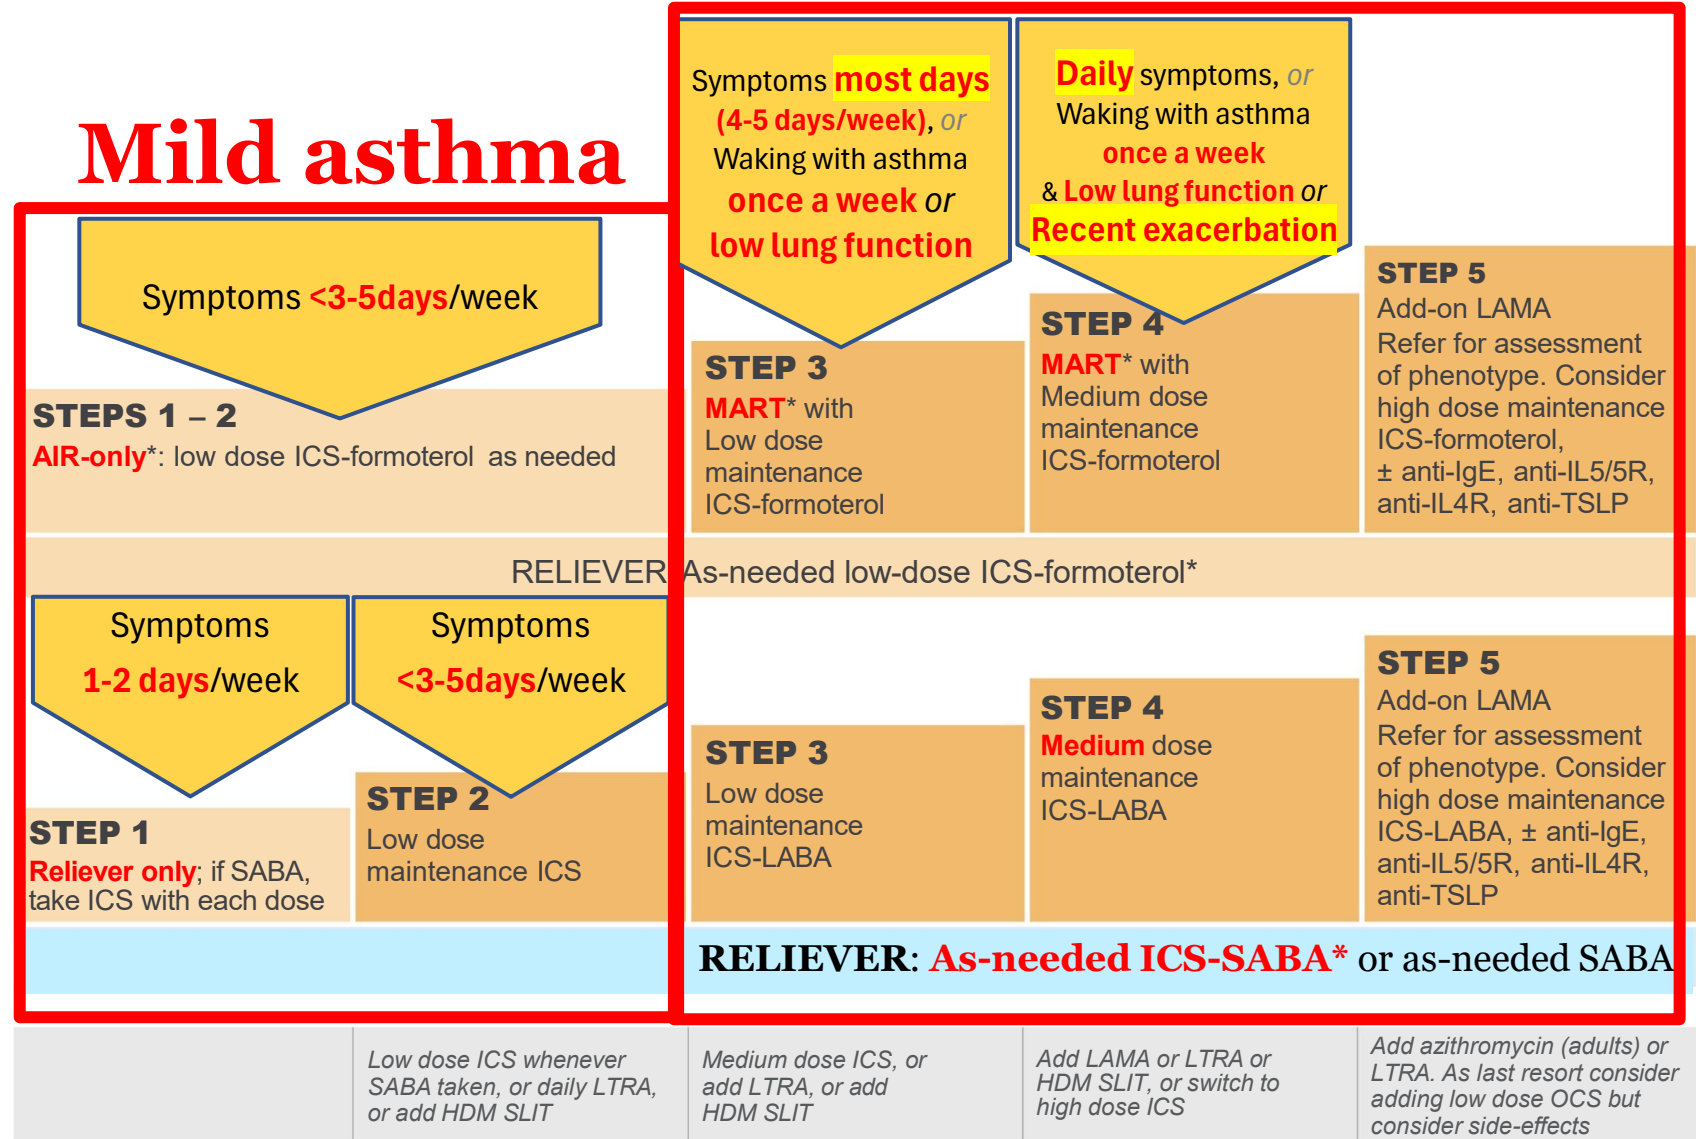 Mild asthma
Symptoms <3-5days/week
Symptoms most days
(4-5 days/week), or
Waking with asthma
once a week or
low lung function
Daily symptoms, or
Waking with asthma
once a week
& Low lung function or
Recent exacerbation
STEPS 1 – 2
AIR-only*: low dose ICS-formoterol as needed
STEP 3
MART* with
Low dose
maintenance
ICS-formoterol
STEP 4
MART* with
Medium dose
maintenance
ICS-formoterol
STEP 5
Add-on LAMA
Refer for assessment
of phenotype. Consider
high dose maintenance
ICS-formoterol,
± anti-IgE, anti-IL5/5R,
anti-IL4R, anti-TSLP
RELIEVER: As-needed low-dose ICS-formoterol*
Symptoms
1-2 days/week
Symptoms
<3-5days/week
STEP 1
Reliever only; if SABA,
take ICS with each dose
STEP 2
Low dose
maintenance ICS
STEP 3
Low dose
maintenance
ICS-LABA
STEP 4
Medium dose
maintenance
ICS-LABA
STEP 5
Add-on LAMA
Refer for assessment
of phenotype. Consider
high dose maintenance
ICS-LABA, ± anti-IgE,
anti-IL5/5R, anti-IL4R,
anti-TSLP
RELIEVER: As-needed ICS-SABA* or as-needed SABA
Low dose ICS whenever
SABA taken, or daily LTRA,
or add HDM SLIT
Medium dose ICS, or
add LTRA, or add
HDM SLIT
Add LAMA or LTRA or
HDM SLIT, or switch to
high dose ICS
Add azithromycin (adults) or
LTRA. As last resort consider
adding low dose OCS but
consider side-effects